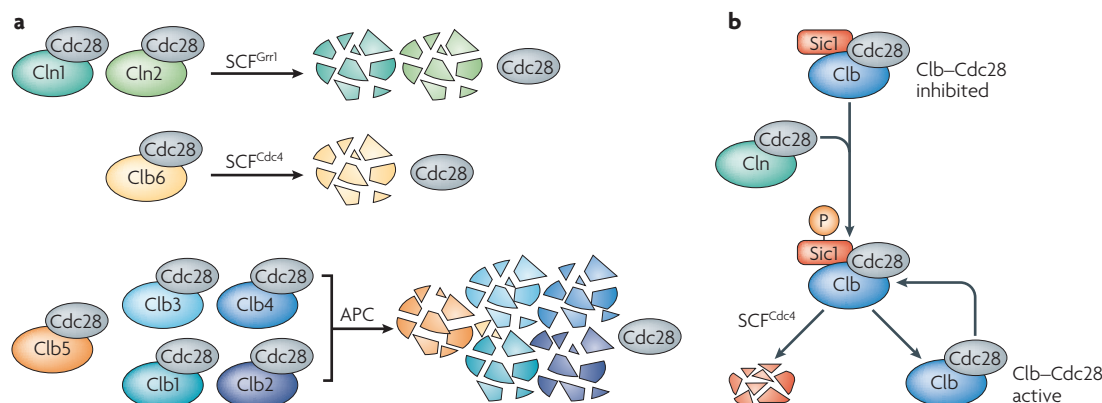 a
Cdc28
Cdc28
Cln1
Cln2
SCFGrr1
Cdc28
Cdc28
Clb6
SCFCdc4
Cdc28
Cdc28
Cdc28
Clb3
Clb4
Cdc28
Clb5
APC
Cdc28
Cdc28
Cdc28
Clb1
Clb2
b
Sic1
Cdc28
Clb
Clb–Cdc28
inhibited
Cdc28
Cln
P
Sic1
Cdc28
Clb
SCFCdc4
Cdc28
Clb
Clb–Cdc28
active